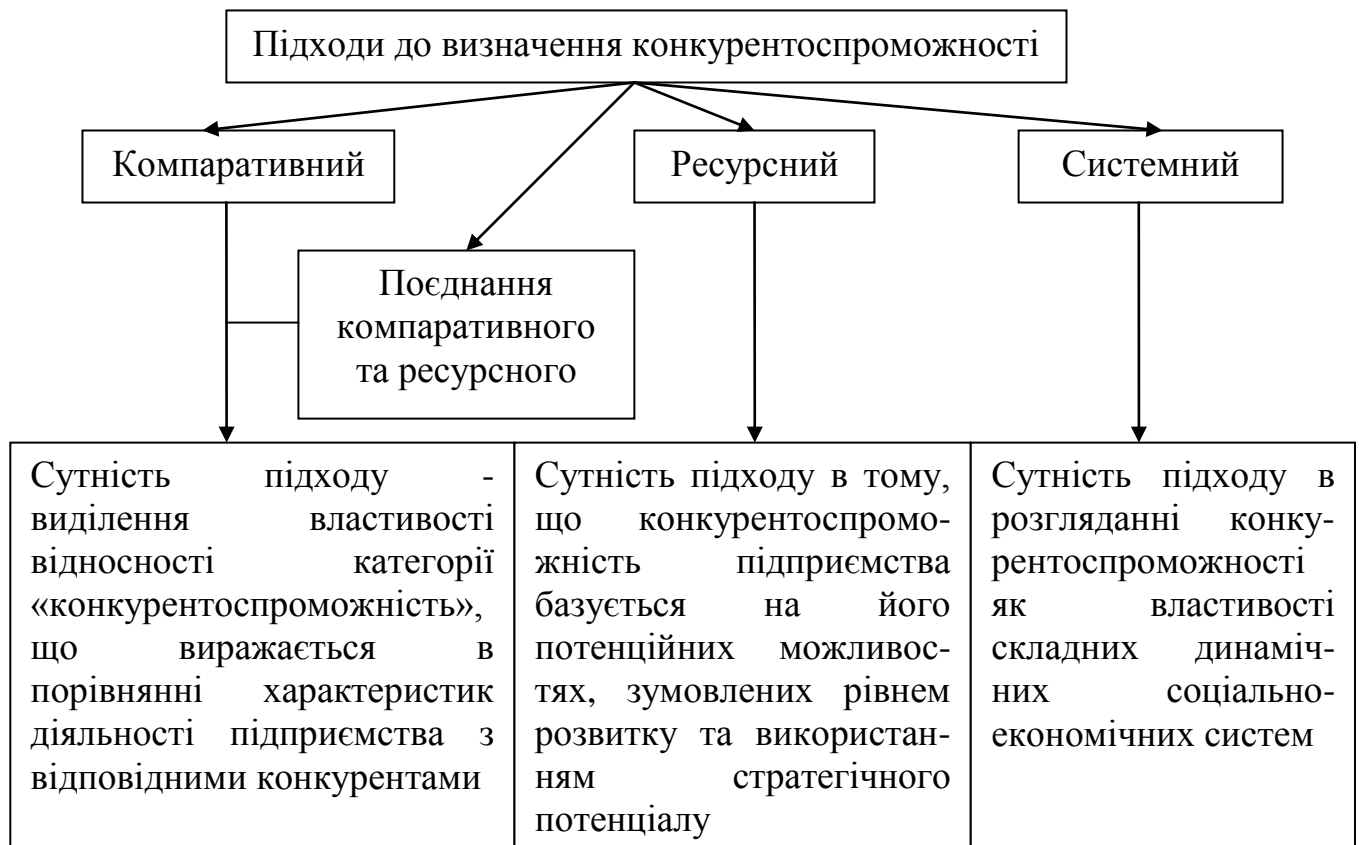 Підходи до визначення конкурентоспроможності
Компаративний
Ресурсний
Системний
Поєднання
компаративного
та ресурсного
Сутність підходу -
виділення властивості
відносності категорії
«конкурентоспроможність»,
що виражається в
порівнянні характеристик
діяльності підприємства з
відповідними конкурентами
Сутність підходу в тому,
що конкурентоспромо-
жність підприємства
базується на його
потенційних можливос-
тях, зумовлених рівнем
розвитку та використан-
ням стратегічного
потенціалу
Сутність підходу в
розгляданні конку-
рентоспроможності
як властивості
складних динаміч-
них соціально-
економічних систем